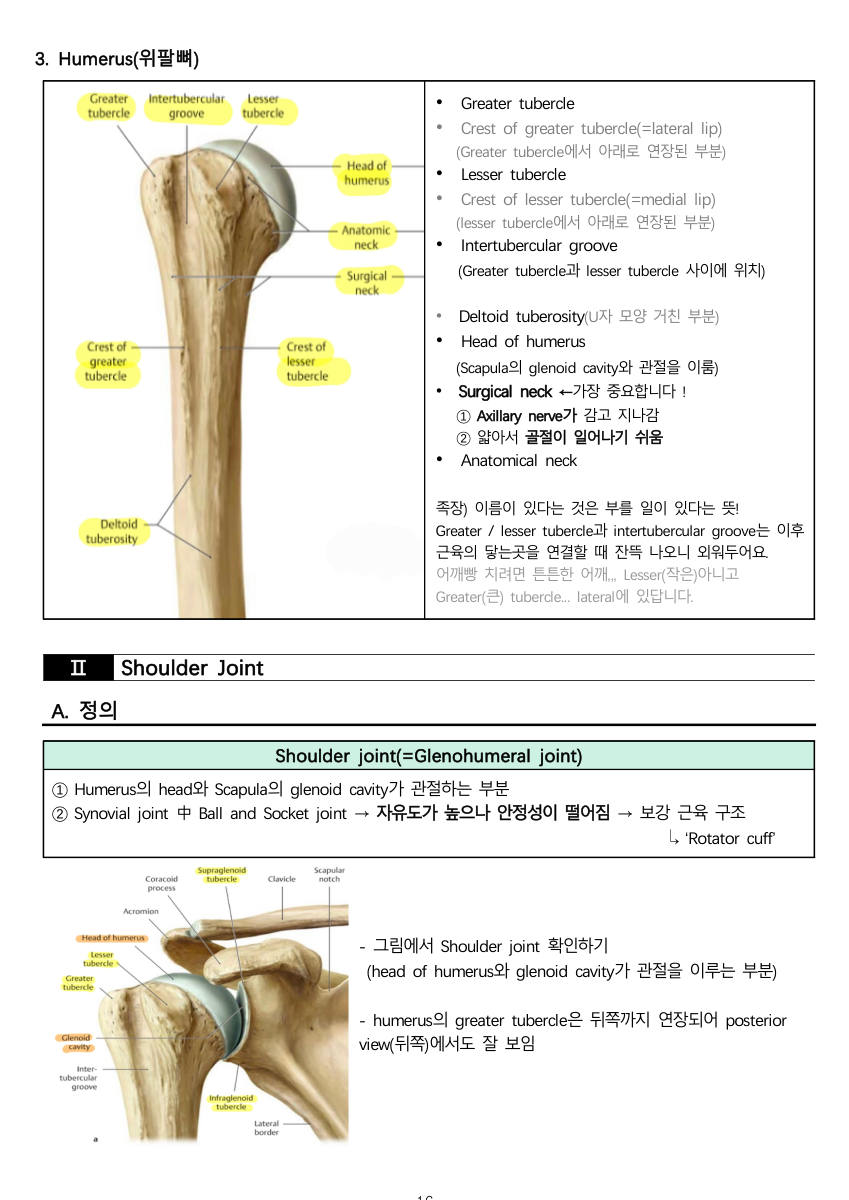 3. Humerus(위팔뼈)
Greater
tubercle
Intertubercular
groove
Lesser
tubercle
Head of
humerus
Anatomic
neck
Surgical
neck
Crest of
greater
tubercle
Crest of
lesser
tubercle
Deltoid
tuberosity
• Greater tubercle
• Crest of greater tubercle(=lateral lip)
(Greater tubercle에서 아래로 연장된 부분)
• Lesser tubercle
• Crest of lesser tubercle(=medial lip)
(lesser tubercle에서 아래로 연장된 부분)
• Intertubercular groove
(Greater tubercle과 lesser tubercle 사이에 위치)
• Deltoid tuberosity(U자 모양 거친 부분)
• Head of humerus
(Scapula의 glenoid cavity와 관절을 이룸)
• Surgical neck ←가장 중요합니다 !
① Axillary nerve가 감고 지나감
② 얇아서 골절이 일어나기 쉬움
• Anatomical neck
족장) 이름이 있다는 것은 부를 일이 있다는 뜻!
Greater / lesser tubercle과 intertubercular groove는 이후
근육의 닿는곳을 연결할 때 잔뜩 나오니 외워두어요.
어깨빵 치려면 튼튼한 어깨,,, Lesser(작은)아니고
Greater(큰) tubercle... lateral에 있답니다.
Ⅱ Shoulder Joint
A. 정의
Shoulder joint(=Glenohumeral joint)
① Humerus의 head와 Scapula의 glenoid cavity가 관절하는 부분
② Synovial joint 中 Ball and Socket joint → 자유도가 높으나 안정성이 떨어짐 → 보강 근육 구조
↳ 'Rotator cuff'
Coracoid
process
Supraglenoid
tubercle
Clavicle
Scapular
notch
Acromion
Head of humerus
Lesser
tubercle
Greater
tubercle
Glenoid
cavity
Inter-
tubercular
groove
Infraglenoid
tubercle
Lateral
border
a
- 그림에서 Shoulder joint 확인하기
(head of humerus와 glenoid cavity가 관절을 이루는 부분)
- humerus의 greater tubercle은 뒤쪽까지 연장되어 posterior
view(뒤쪽)에서도 잘 보임